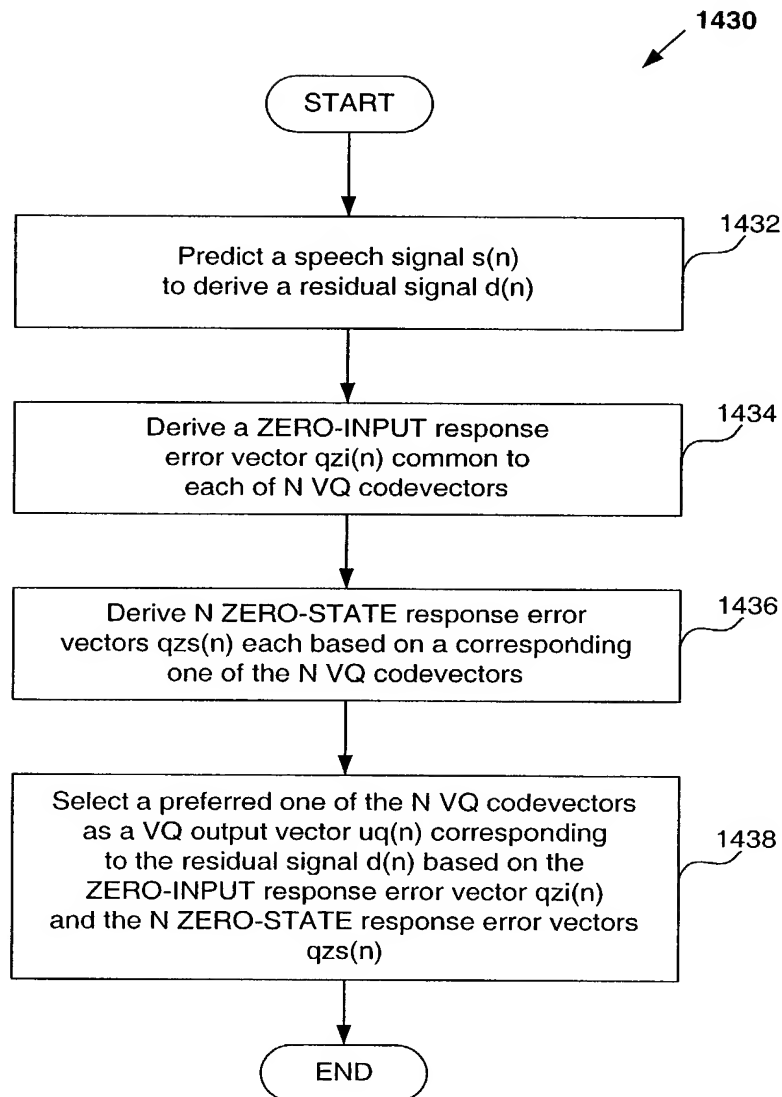 1430
START
1432
Predict a speech signal s(n)
to derive a residual signal d(n)
1434
Derive a ZERO-INPUT response
error vector qzi(n) common to
each of N VQ codevectors
1436
Derive N ZERO-STATE response error
vectors qzs(n) each based on a corresponding
one of the N VQ codevectors
1438
Select a preferred one of the N VQ codevectors
as a VQ output vector uq(n) corresponding
to the residual signal d(n) based on the
ZERO-INPUT response error vector qzi(n)
and the N ZERO-STATE response error vectors
qzs(n)
END